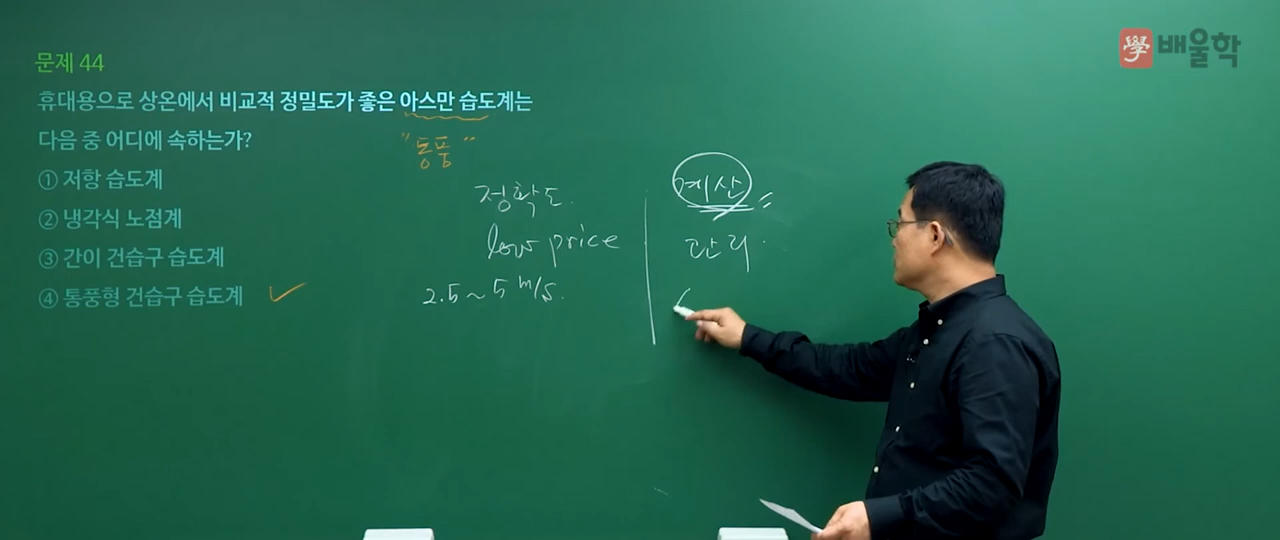 學 배울학
문제 44
휴대용으로 상온에서 비교적 정밀도가 좋은 아스만 습도계는
다음 중 어디에 속하는가?
"통풍"
① 저항 습도계
② 냉각식 노점계
③ 간이 건습구 습도계
④ 통풍형 건습구 습도계
정확도.
low price
2.5~5 m/s.
계산
관리.